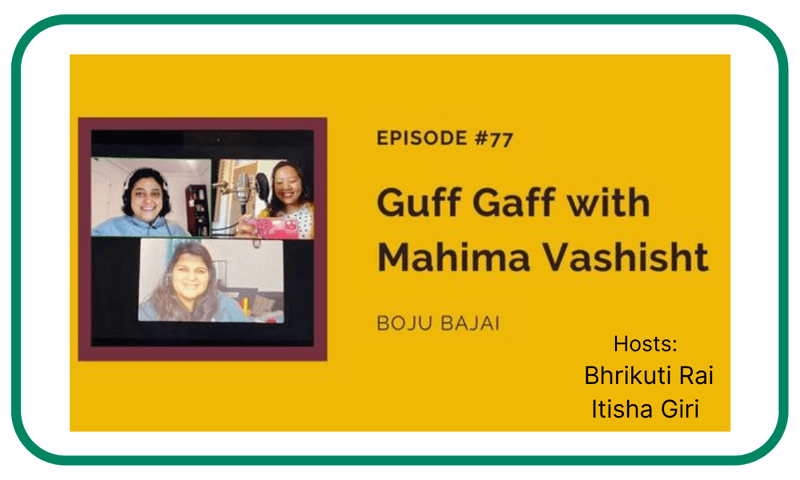 EPISODE #77
Guff Gaff with
Mahima Vashisht
BOJU BAJAI
Hosts:
Bhrikuti Rai
Itisha Giri